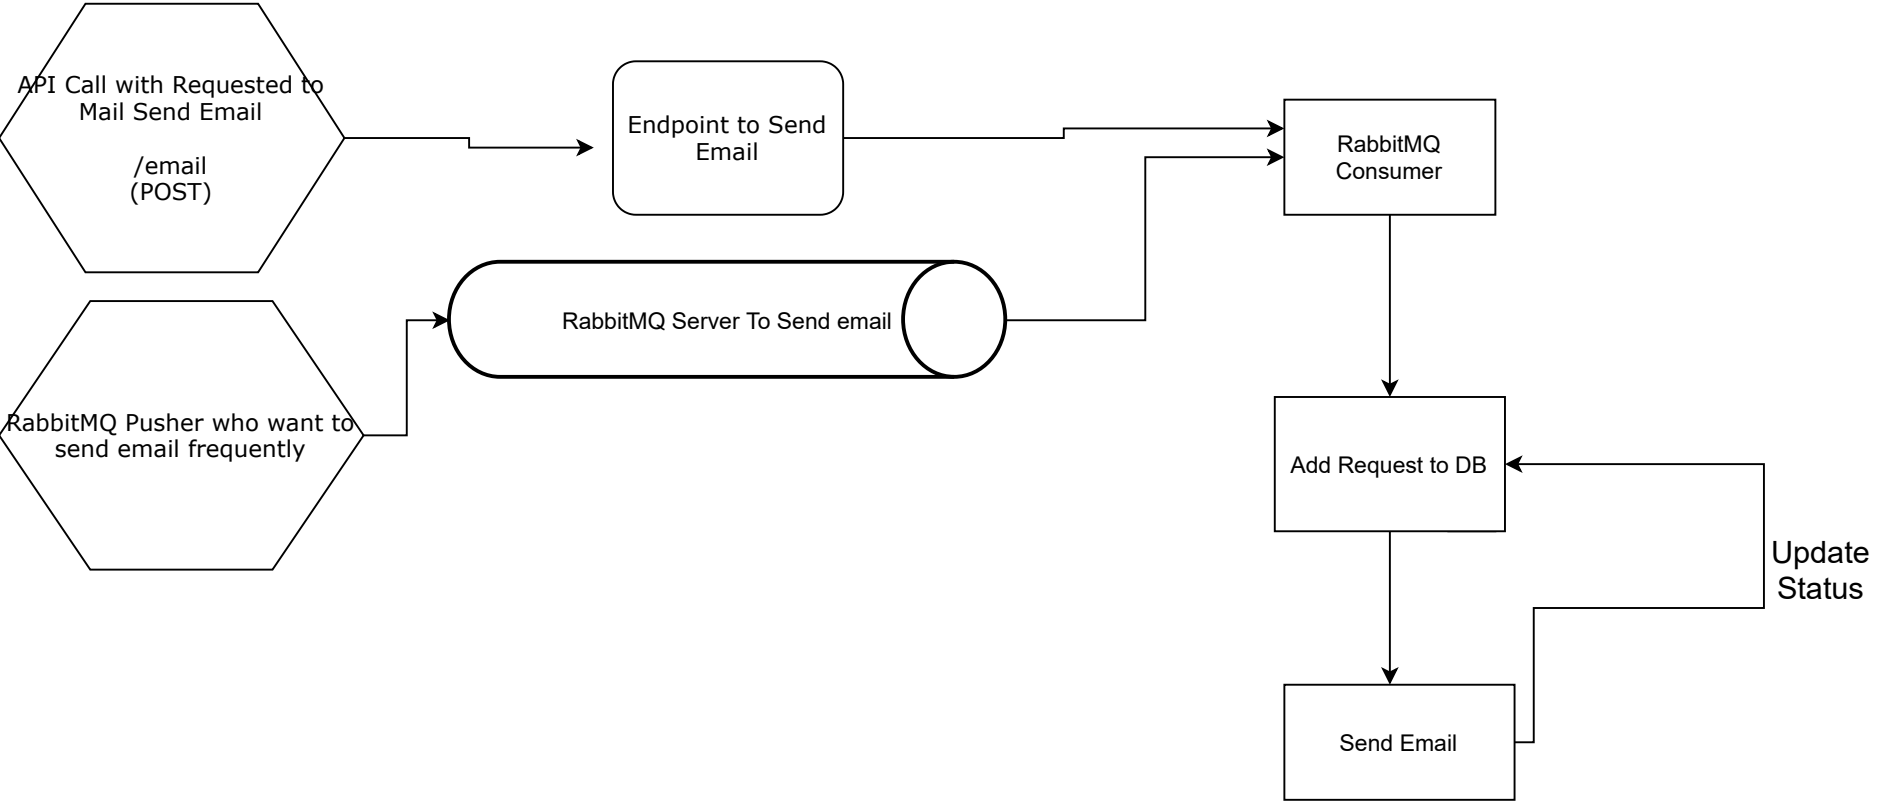 API Call with Requested to
Mail Send Email
/email
(POST)
Endpoint to Send
Email
RabbitMQ
Consumer
RabbitMQ Server To Send email
RabbitMQ Pusher who want to
send email frequently
Add Request to DB
Update
Status
Send Email